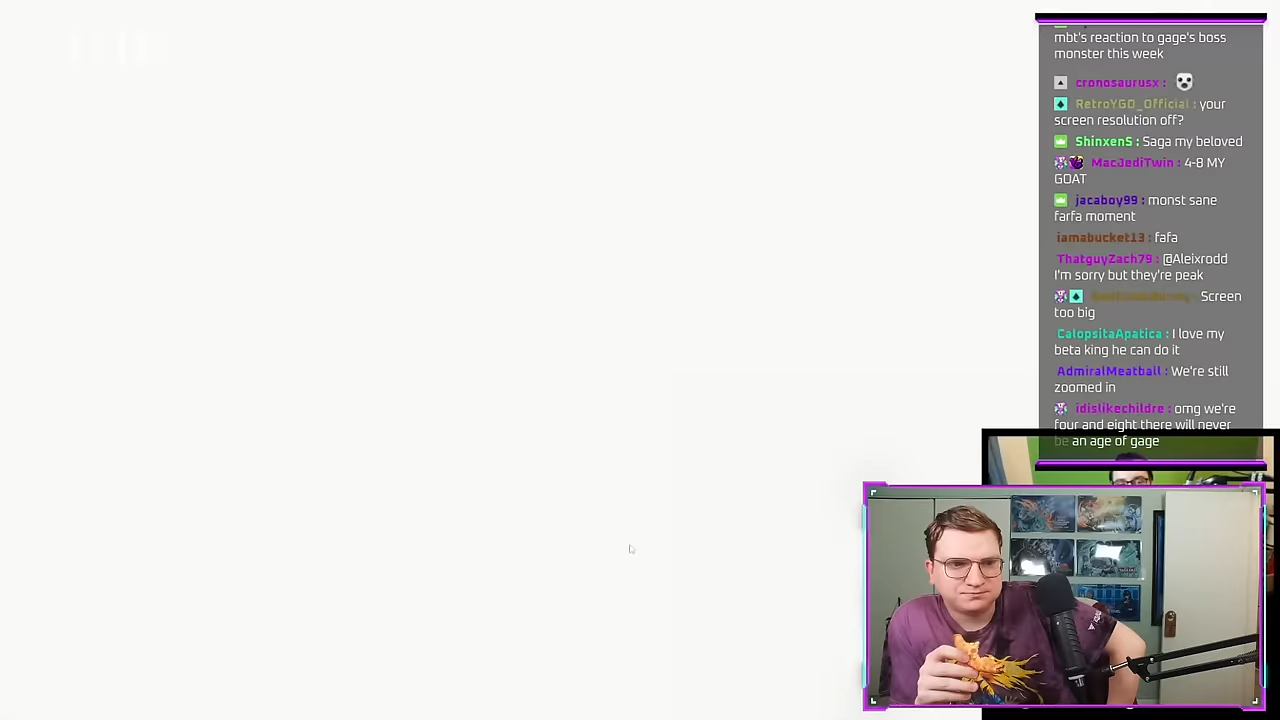 mbt's reaction to gage's boss
monster this week
cronosaurusx :
RetroYGO_Official : your
screen resolution off?
ShinxenS : Saga my beloved
MacJediTwin : 4-8 MY
GOAT
jacaboy99 : monst sane
farfa moment
iamabucket13 : fafa
ThatguyZach79 : @Aleixrodd
I'm sorry but they're peak
Screen
too big
CalopsitaApatica : I love my
beta king he can do it
AdmiralMeatball : We're still
zoomed in
idislikechildre : omg we're
four and eight there will never
be an age of gage